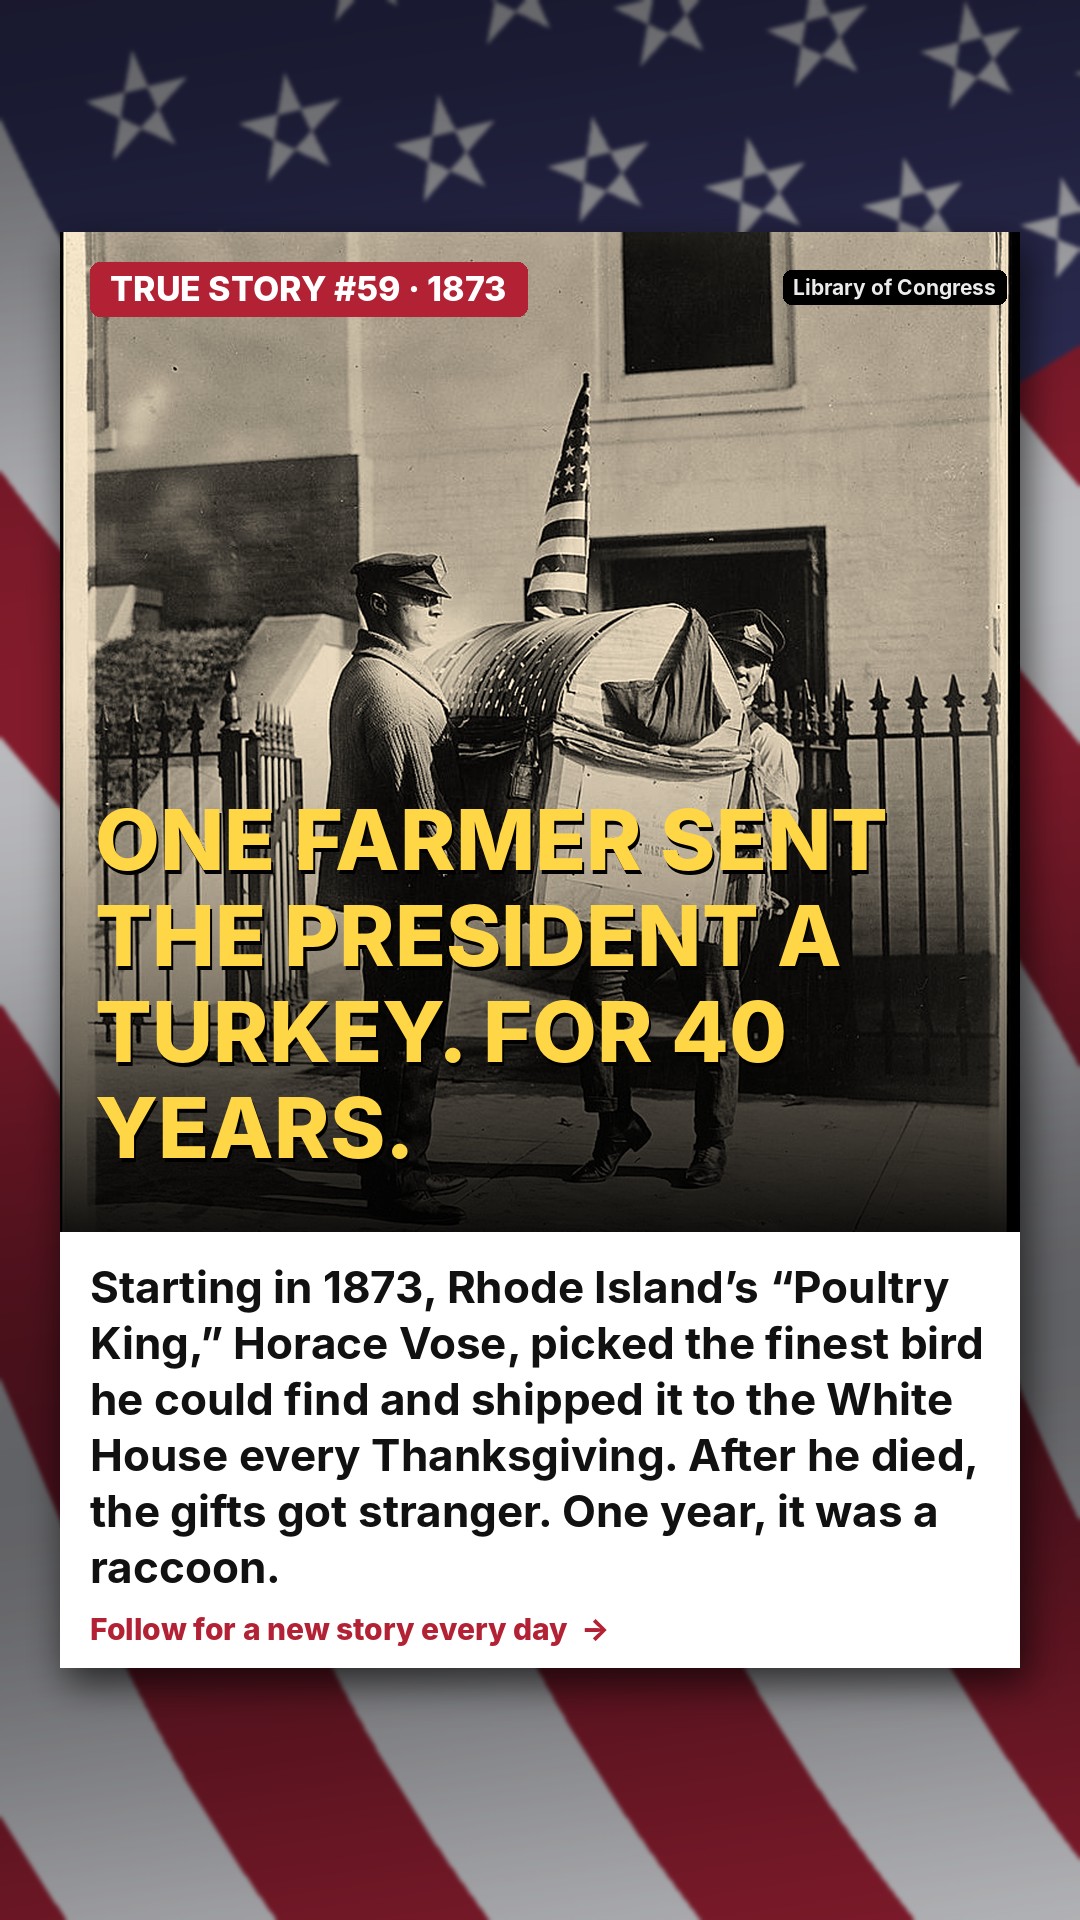 TRUE STORY #59 · 1873
Library of Congress
ONE FARMER SENT
THE PRESIDENT A
TURKEY. FOR 40
YEARS.
Starting in 1873, Rhode Island’s “Poultry
King,” Horace Vose, picked the finest bird
he could find and shipped it to the White
House every Thanksgiving. After he died,
the gifts got stranger. One year, it was a
raccoon.
Follow for a new story every day →